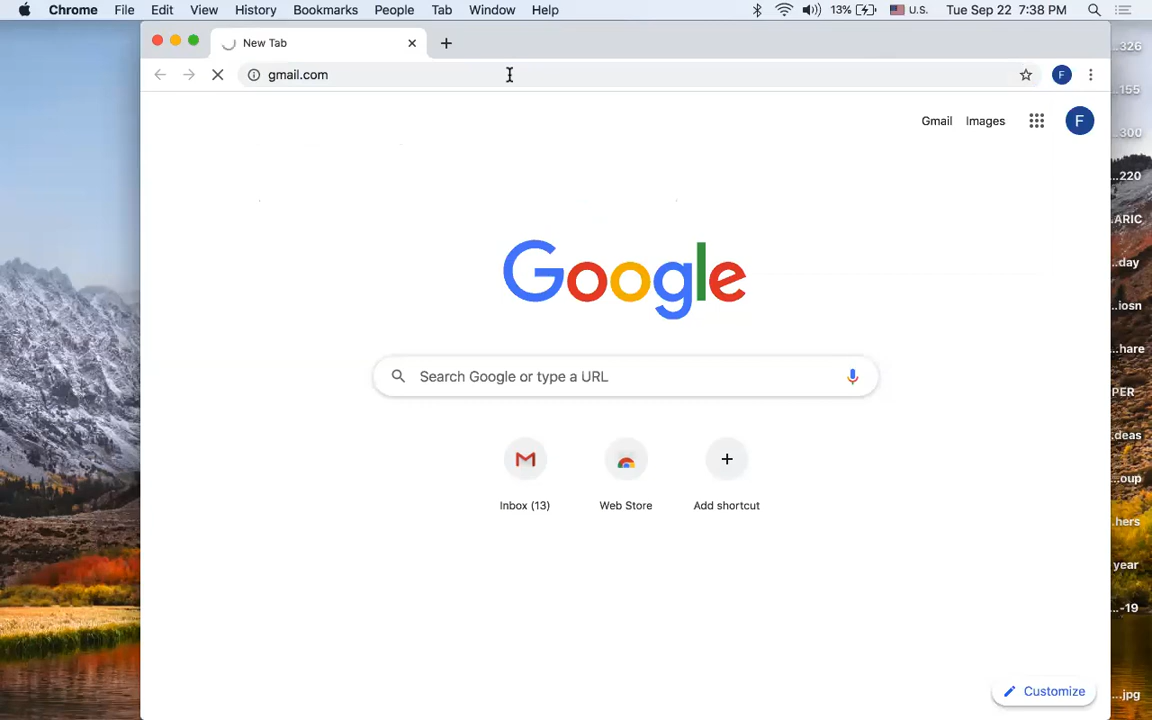 Chrome File Edit View History Bookmarks People Tab Window Help 13% U.S. Tue Sep 22 7:38 PM
New Tab
gmail.com
F
Gmail Images F
Google
Search Google or type a URL
Inbox (13) Web Store Add shortcut
Customize
...326
...155
...300
...220
ARIC
...day
...iosn
...hare
PER
...deas
...oup
...hers
year
...-19
...jpg